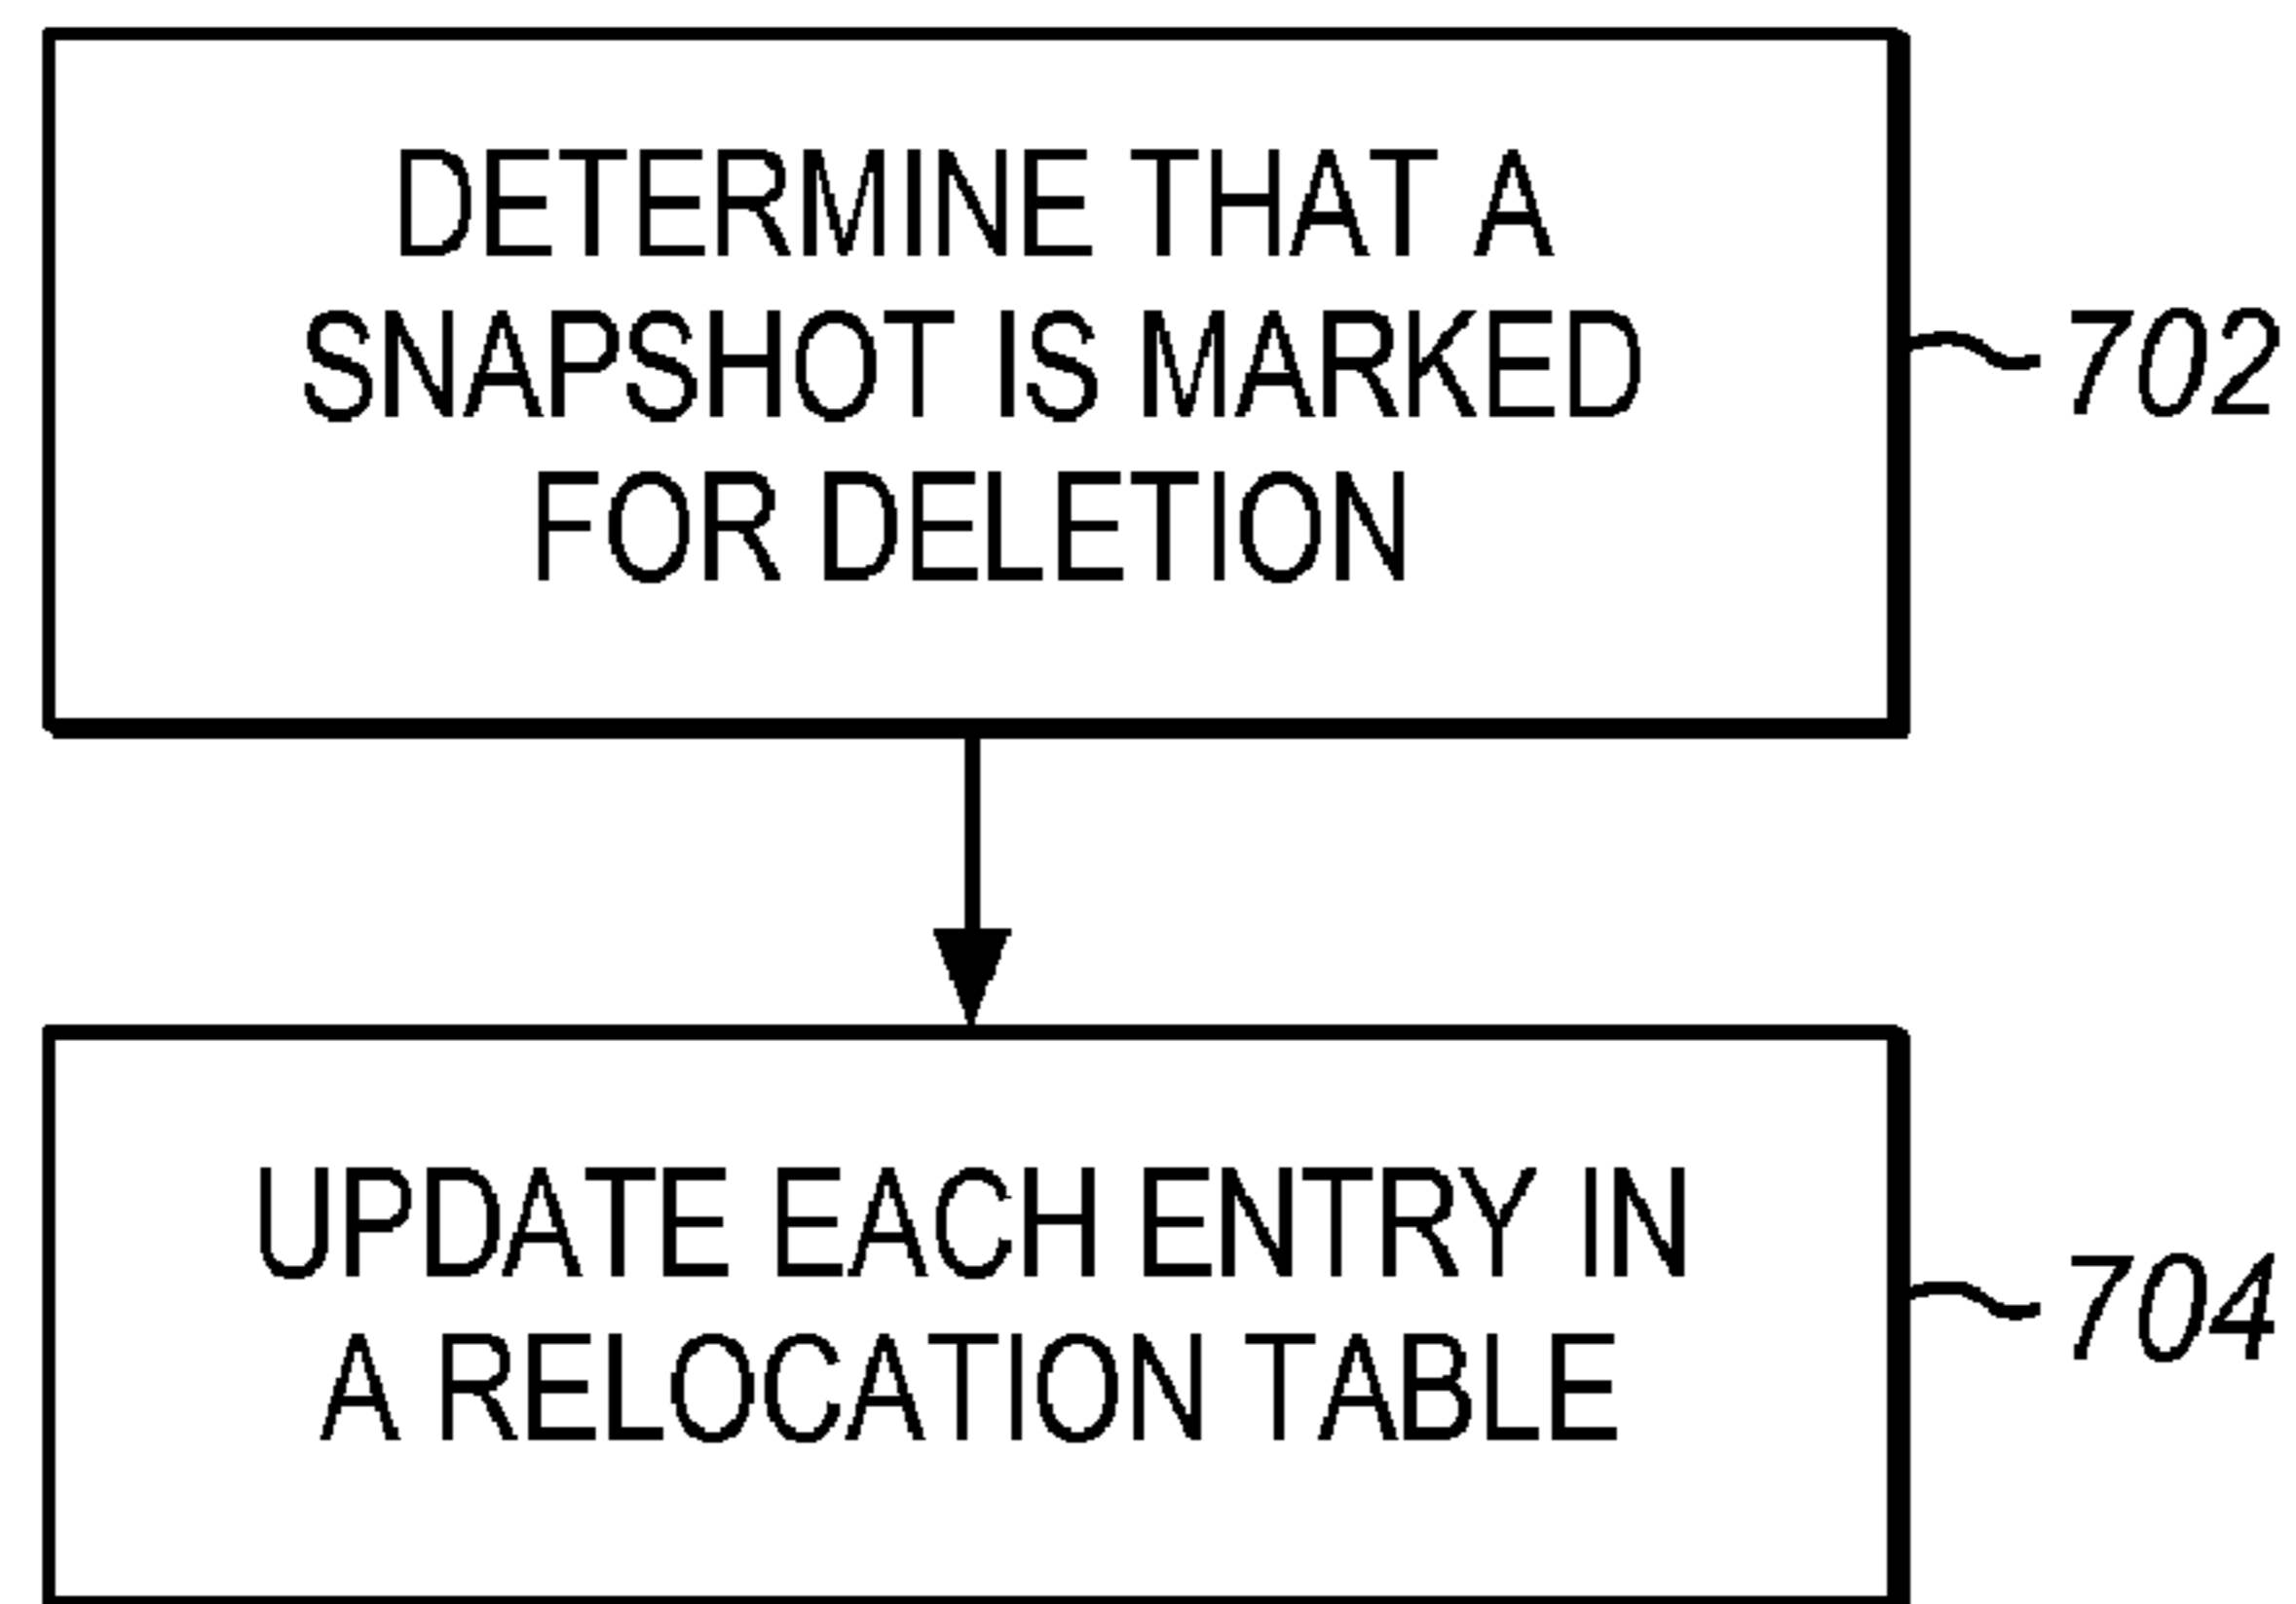 DETERMINE THAT A
SNAPSHOT IS MARKED
FOR DELETION
702
UPDATE EACH ENTRY IN
A RELOCATION TABLE
704